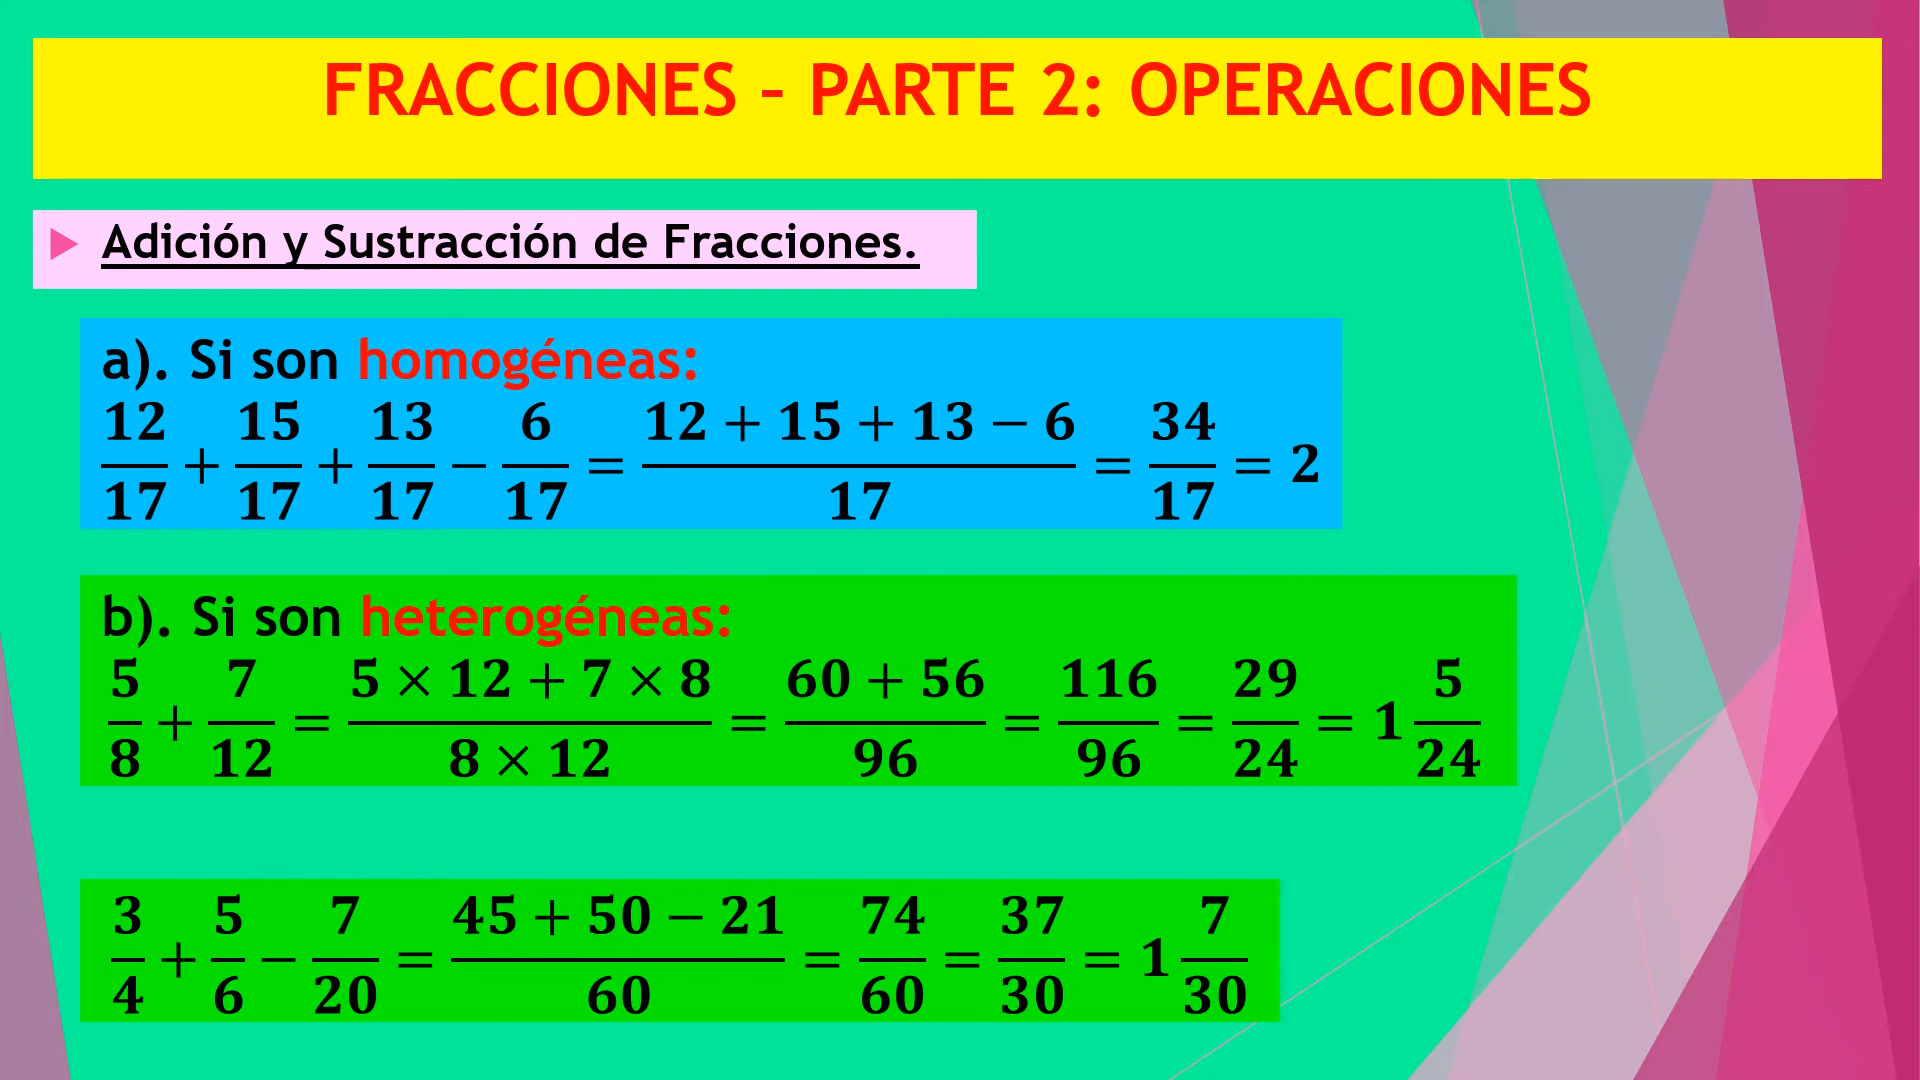 FRACCIONES – PARTE 2: OPERACIONES
Adición y Sustracción de Fracciones.
a). Si son homogéneas:
12/17 + 15/17 + 13/17 − 6/17 = (12 + 15 + 13 − 6)/17 = 34/17 = 2
b). Si son heterogéneas:
5/8 + 7/12 = (5 × 12 + 7 × 8)/(8 × 12) = (60 + 56)/96 = 116/96 = 29/24 = 1 5/24
3/4 + 5/6 − 7/20 = (45 + 50 − 21)/60 = 74/60 = 37/30 = 1 7/30